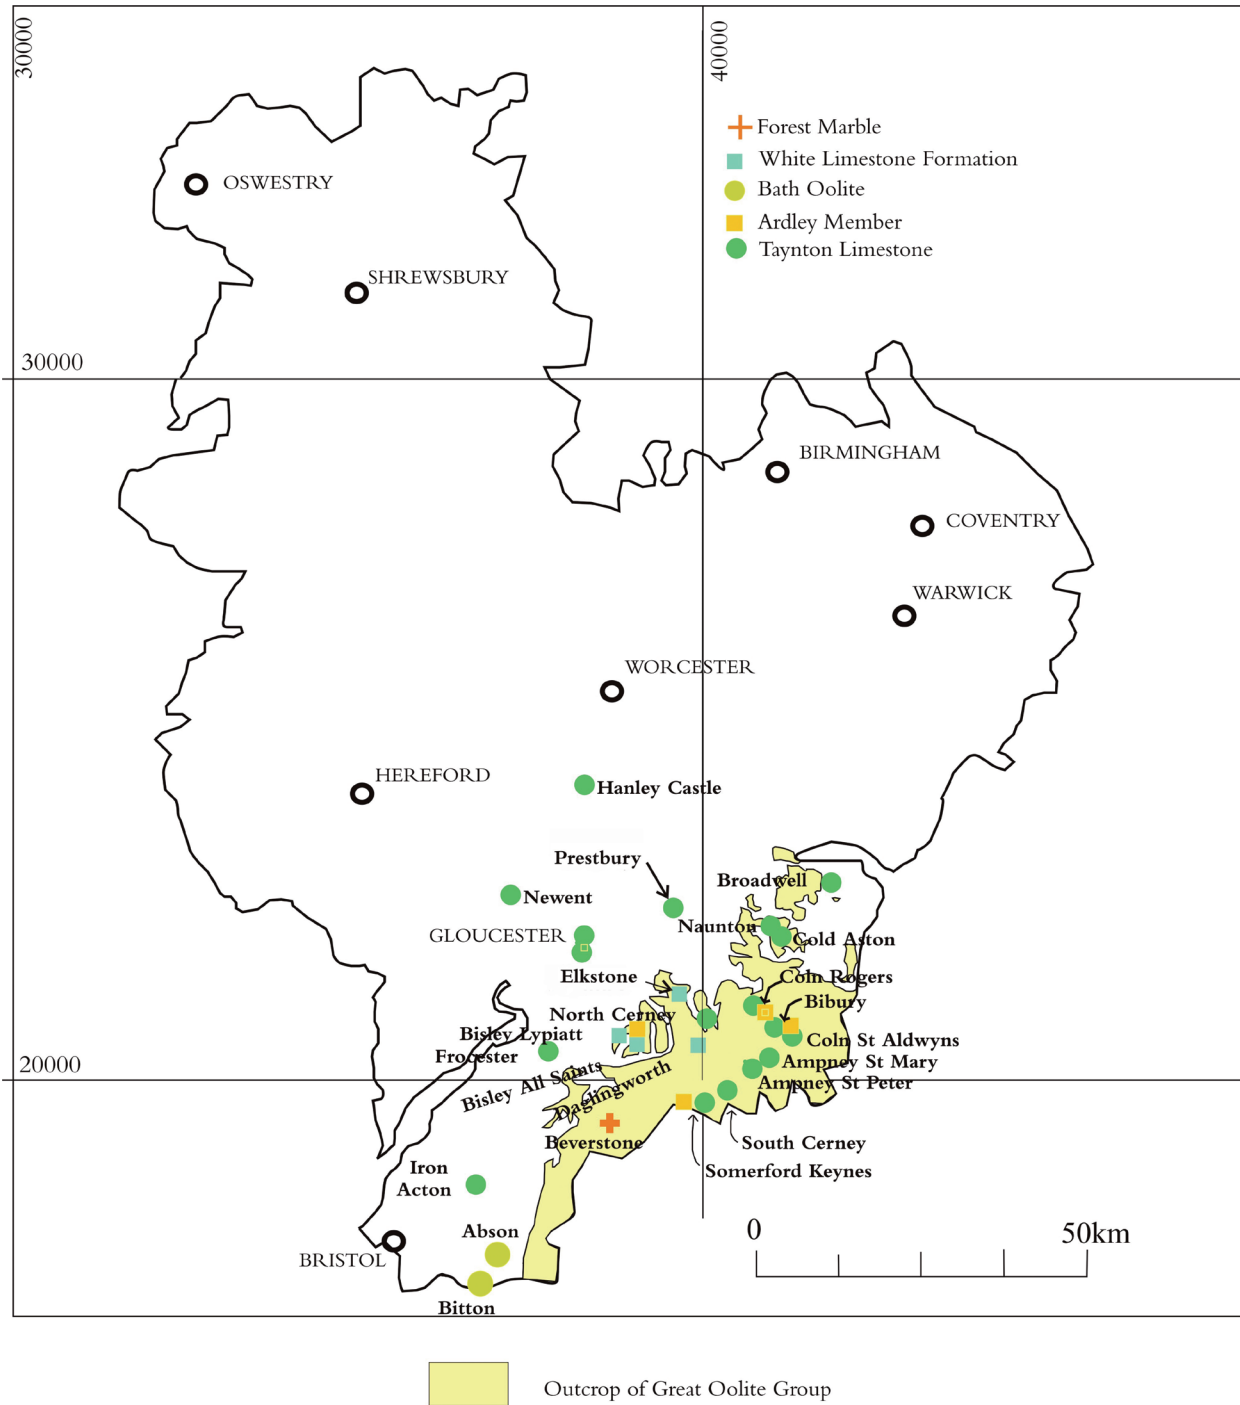 30000
40000
Forest Marble
White Limestone Formation
Bath Oolite
Ardley Member
Taynton Limestone
OSWESTRY
SHREWSBURY
30000
BIRMINGHAM
COVENTRY
WARWICK
WORCESTER
HEREFORD
Hanley Castle
Prestbury
Broadwell
Newent
Naunton
GLOUCESTER
Cold Aston
Elkstone
Coln Rogers
Bibury
North Cerney
Bisley Lypiatt
Coln St Aldwyns
Frocester
20000
Ampney St Mary
Bisley All Saints
Daglingworth
Ampney St Peter
Beverstone
South Cerney
Somerford Keynes
Iron
Acton
Abson
0
50km
BRISTOL
Bitton
Outcrop of Great Oolite Group